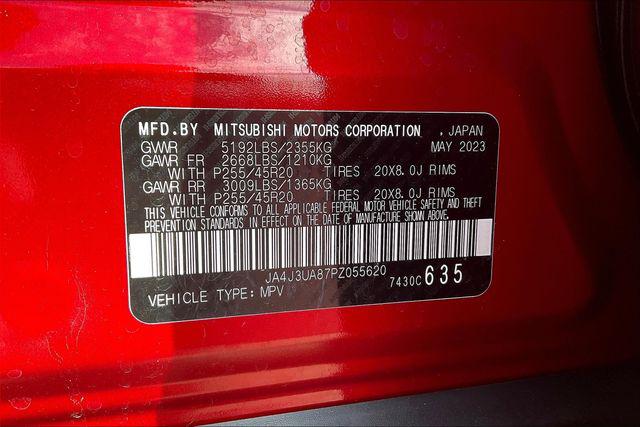 MFD.BY MITSUBISHI MOTORS CORPORATION , JAPAN
GVWR 5192LBS/2355KG MAY 2023
GAWR FR 2668LBS/1210KG
WITH P255/45R20 TIRES 20X8.0J RIMS
GAWR RR 3009LBS/1365KG
WITH P255/45R20 TIRES 20X8.0J RIMS
THIS VEHICLE CONFORMS TO ALL APPLICABLE FEDERAL MOTOR VEHICLE SAFETY AND THEFT
PREVENTION STANDARDS IN EFFECT ON THE DATE OF MANUFACTURE SHOWN ABOVE.
JA4J3UA87PZ055620
7430C 635
VEHICLE TYPE: MPV